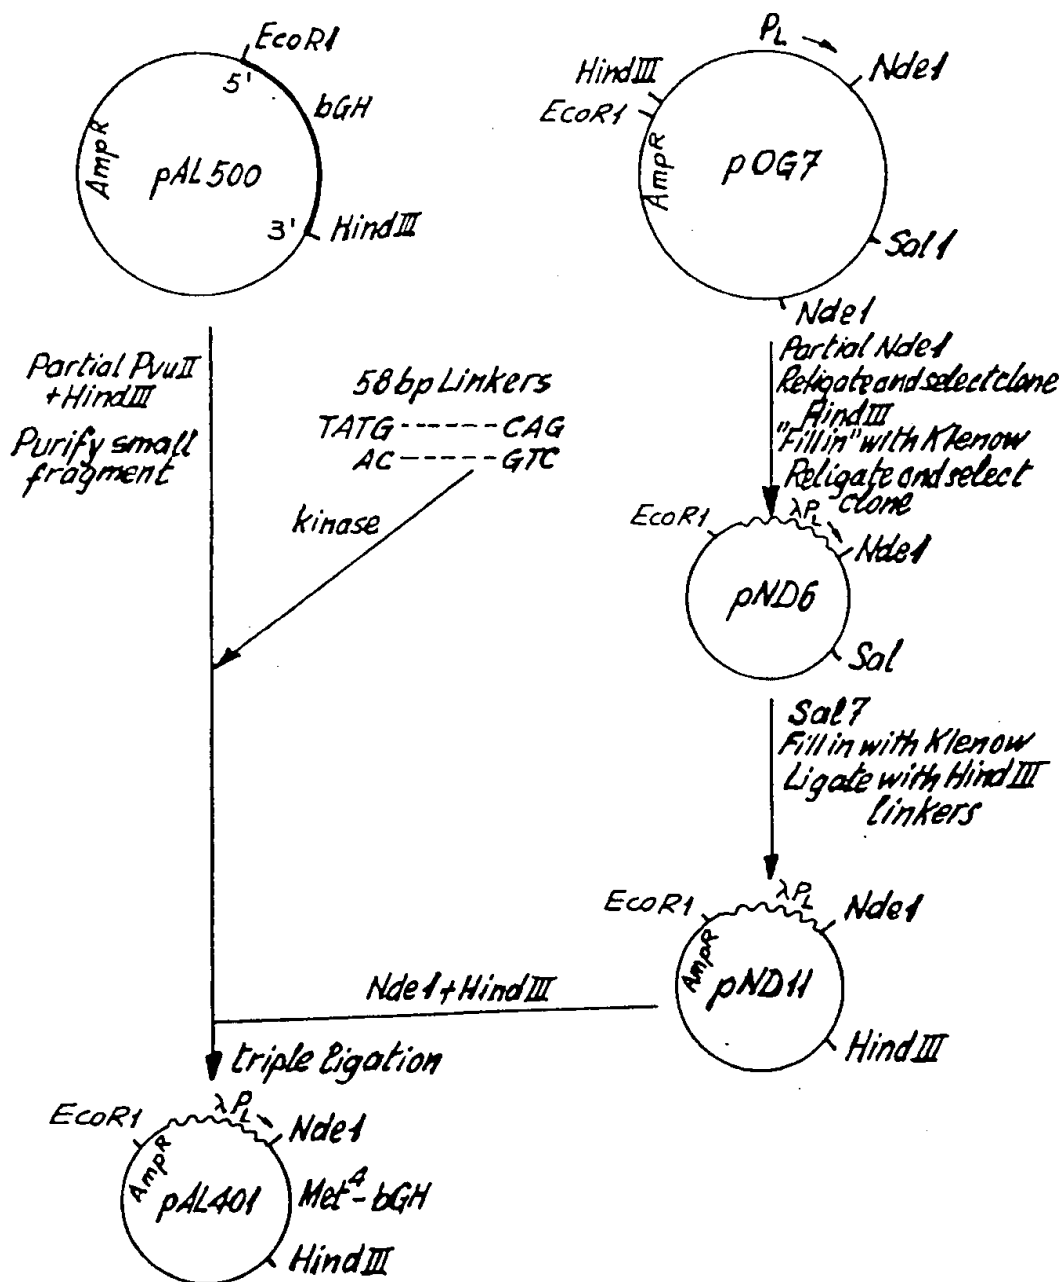 EcoR1
5'
bGH
AmpR
pAL500
3'
HindIII
PL
Nde1
HindIII
EcoR1
AmpR
pOG7
Sal1
Nde1
Partial PvuII
+HindIII
Purify small
fragment
58bp Linkers
TATG------CAG
AC-----GTC
kinase
Partial Nde1
Religate and select clone
HindIII
"Fill in" with Klenow
Religate and select
clone
EcoR1
λPL
Nde1
pND6
Sal
Sal7
Fill in with Klenow
Ligate with HindIII
linkers
EcoR1
λPL
Nde1
AmpR
pND11
HindIII
Nde1+HindIII
triple ligation
EcoR1
λPL
Nde1
AmpR
pAL401
Met4-bGH
HindIII